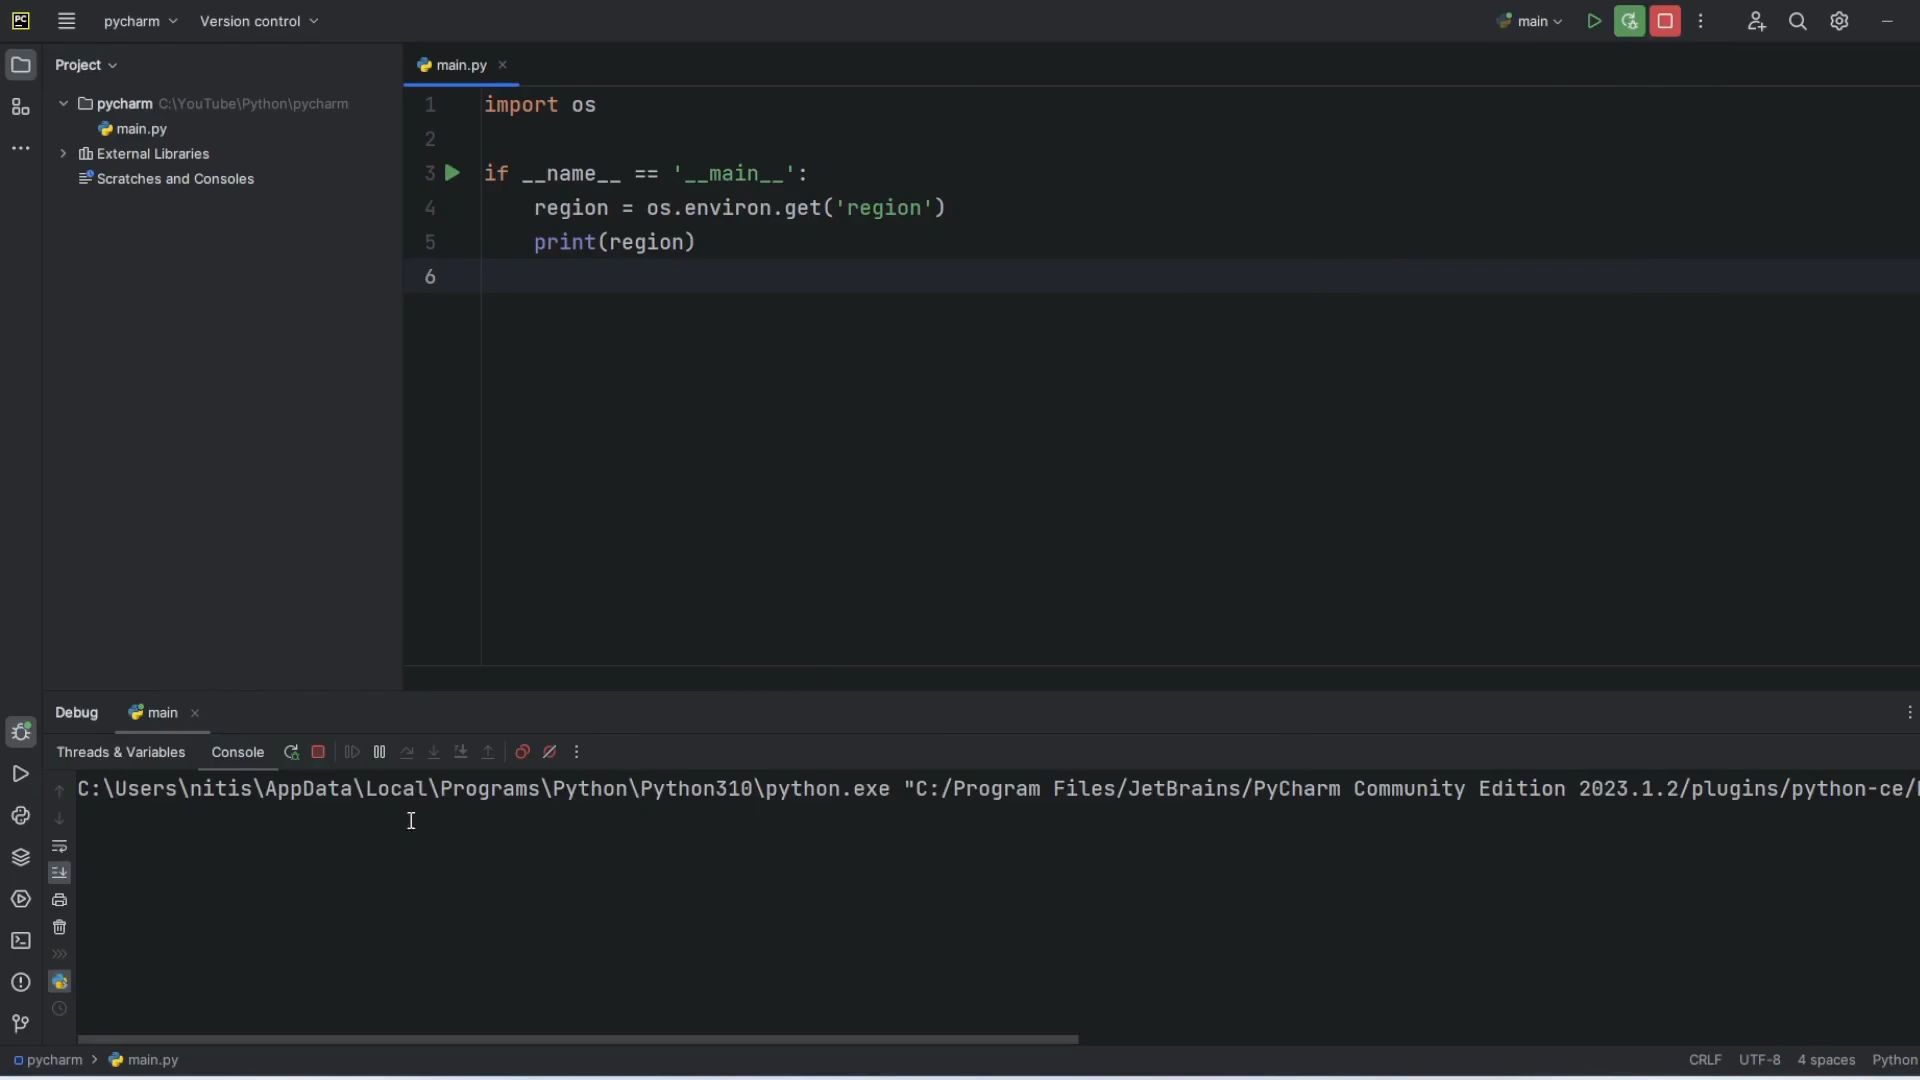 PC
pycharm
Version control
main
Project
main.py
pycharm C:\YouTube\Python\pycharm
main.py
External Libraries
Scratches and Consoles
1 import os
2
3 if __name__ == '__main__':
4 region = os.environ.get('region')
5 print(region)
6
Debug
main
Threads & Variables
Console
C:\Users\nitis\AppData\Local\Programs\Python\Python310\python.exe "C:/Program Files/JetBrains/PyCharm Community Edition 2023.1.2/plugins/python-ce/
pycharm > main.py
CRLF
UTF-8
4 spaces
Python